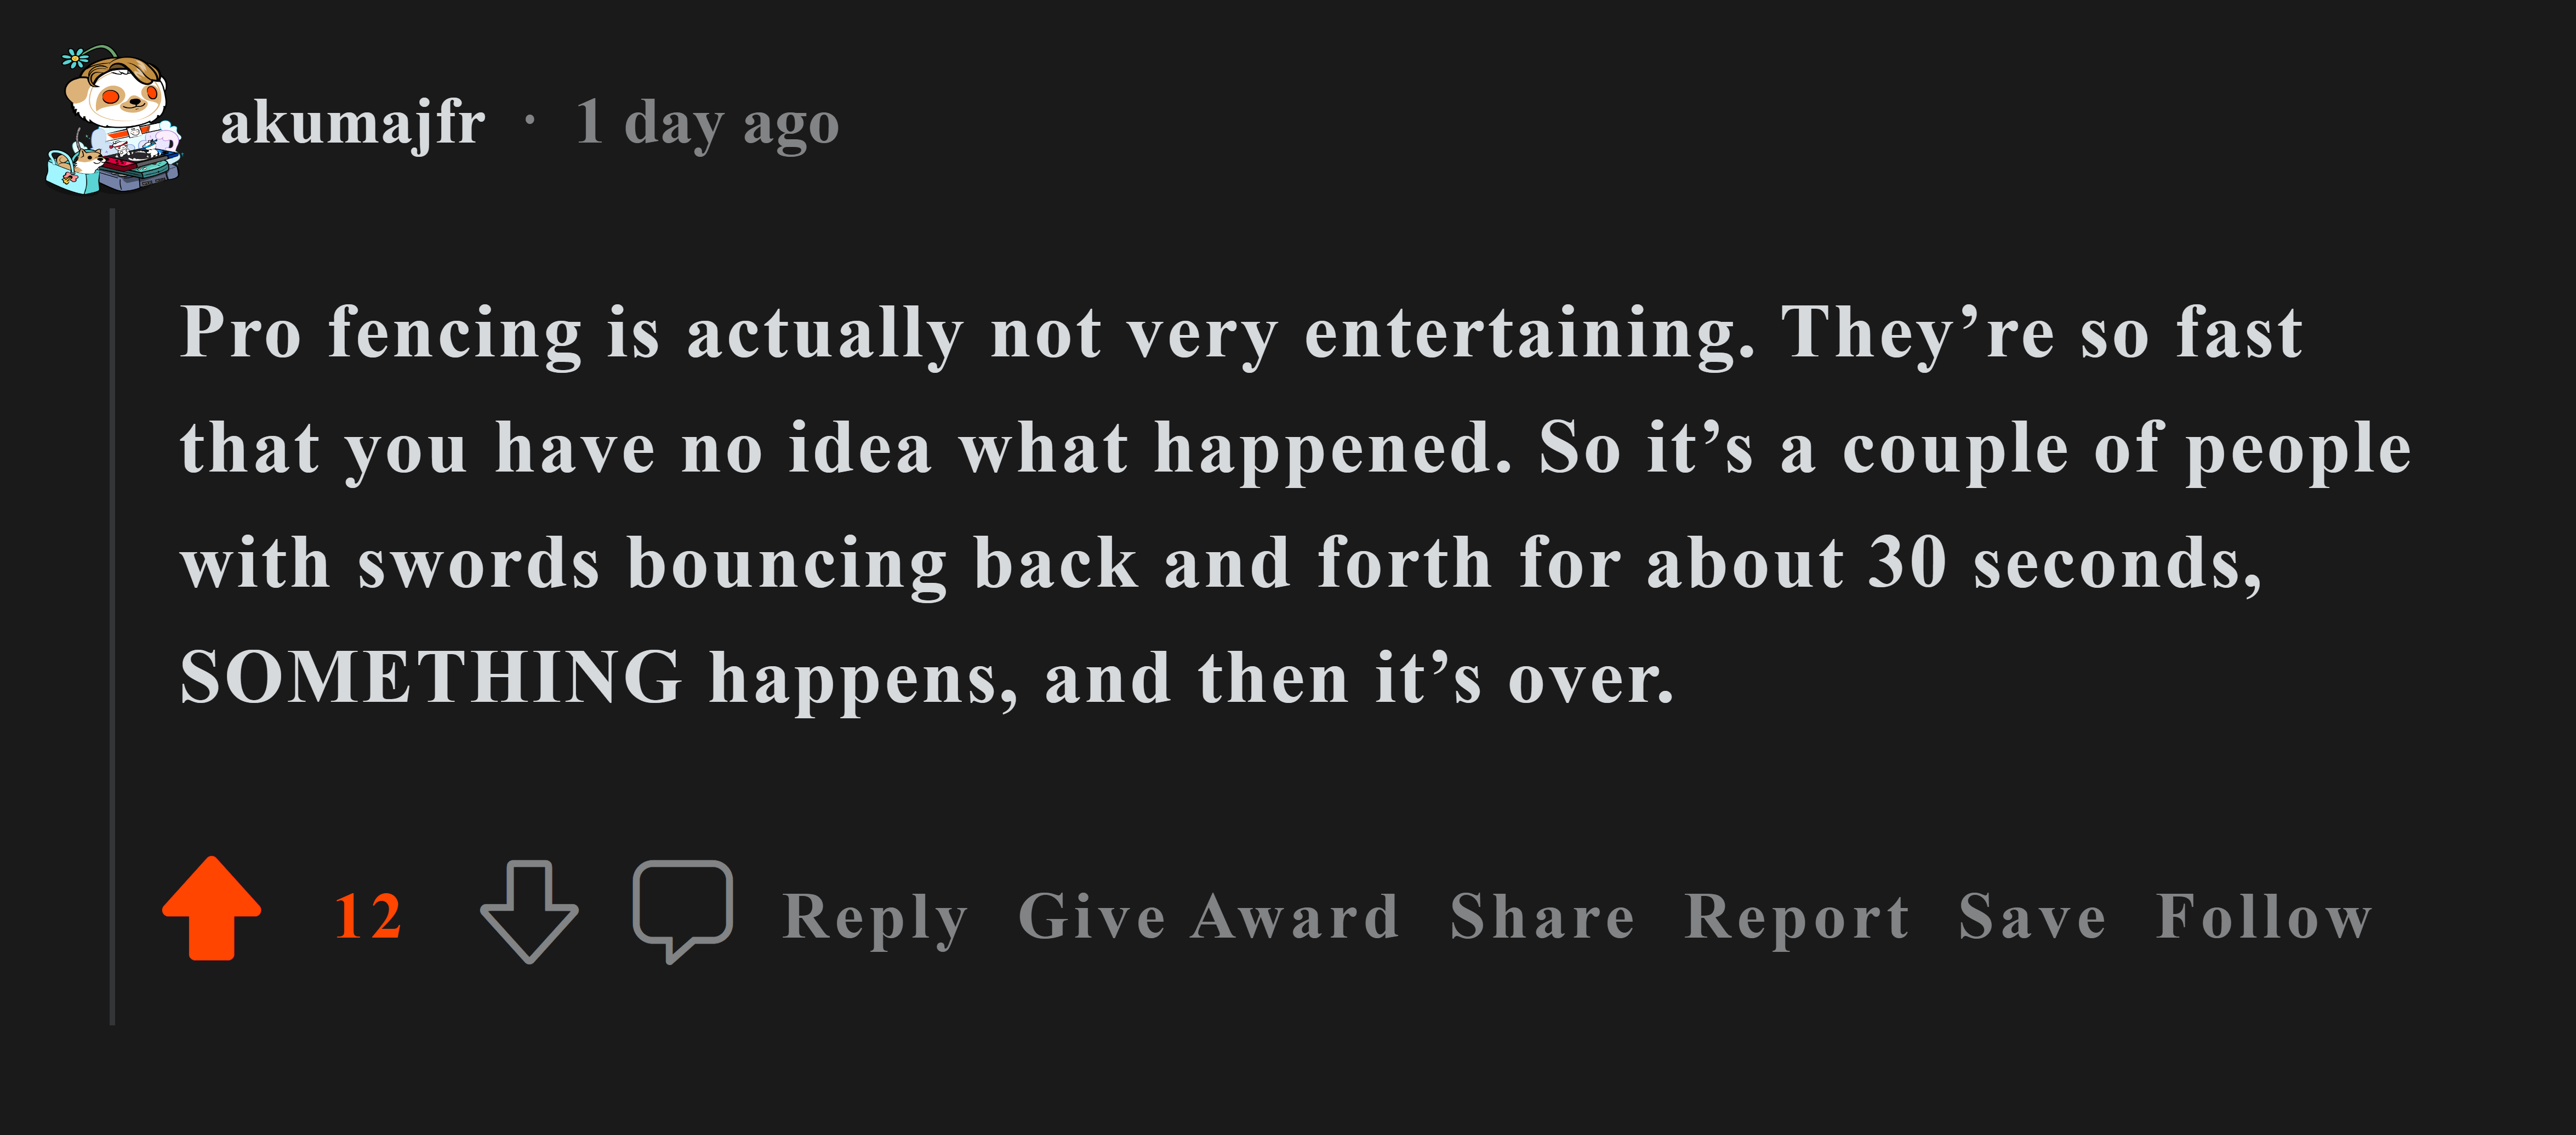 akumajfr · 1 day ago
Pro fencing is actually not very entertaining. They’re so fast
that you have no idea what happened. So it’s a couple of people
with swords bouncing back and forth for about 30 seconds,
SOMETHING happens, and then it’s over.
12 Reply Give Award Share Report Save Follow